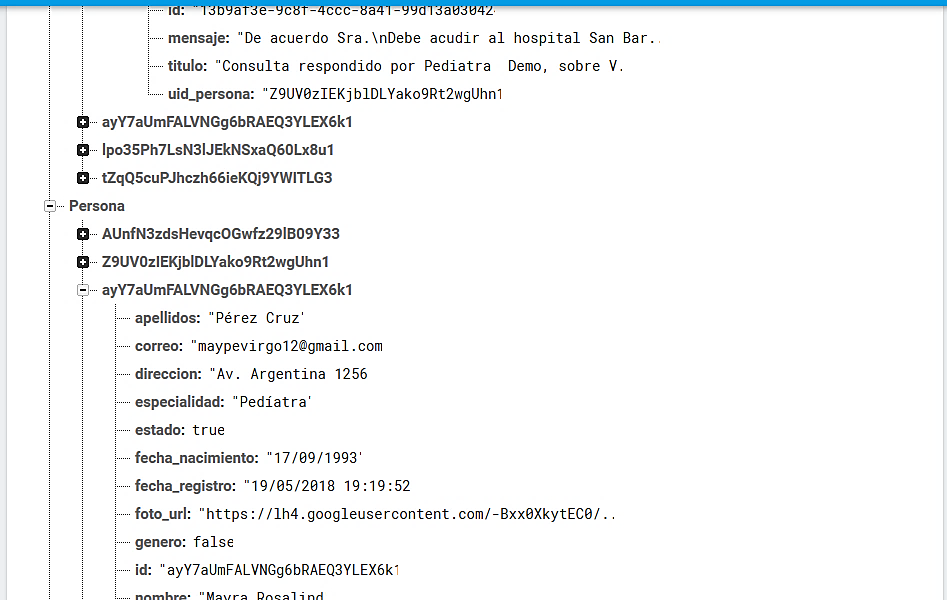 id: "13b9af3e-9c8f-4ccc-8a41-99d13a03042
mensaje: "De acuerdo Sra.\nDebe acudir al hospital San Bar..
titulo: "Consulta respondido por Pediatra  Demo, sobre V.
uid_persona: "Z9UV0zIEKjblDLYako9Rt2wgUhn1
ayY7aUmFALVNGg6bRAEQ3YLEX6k1
lpo35Ph7LsN3lJEkNSxaQ60Lx8u1
tZqQ5cuPJhczh66ieKQj9YWlTLG3
Persona
AUnfN3zdsHevqcOGwfz29lB09Y33
Z9UV0zIEKjblDLYako9Rt2wgUhn1
ayY7aUmFALVNGg6bRAEQ3YLEX6k1
apellidos: "Pérez Cruz'
correo: "maypevirgo12@gmail.com
direccion: "Av. Argentina 1256
especialidad: "Pedíatra'
estado: true
fecha_nacimiento: "17/09/1993'
fecha_registro: "19/05/2018 19:19:52
foto_url: "https://lh4.googleusercontent.com/-Bxx0XkytEC0/..
genero: false
id: "ayY7aUmFALVNGg6bRAEQ3YLEX6k1
nombre: "Mayra Rosalind